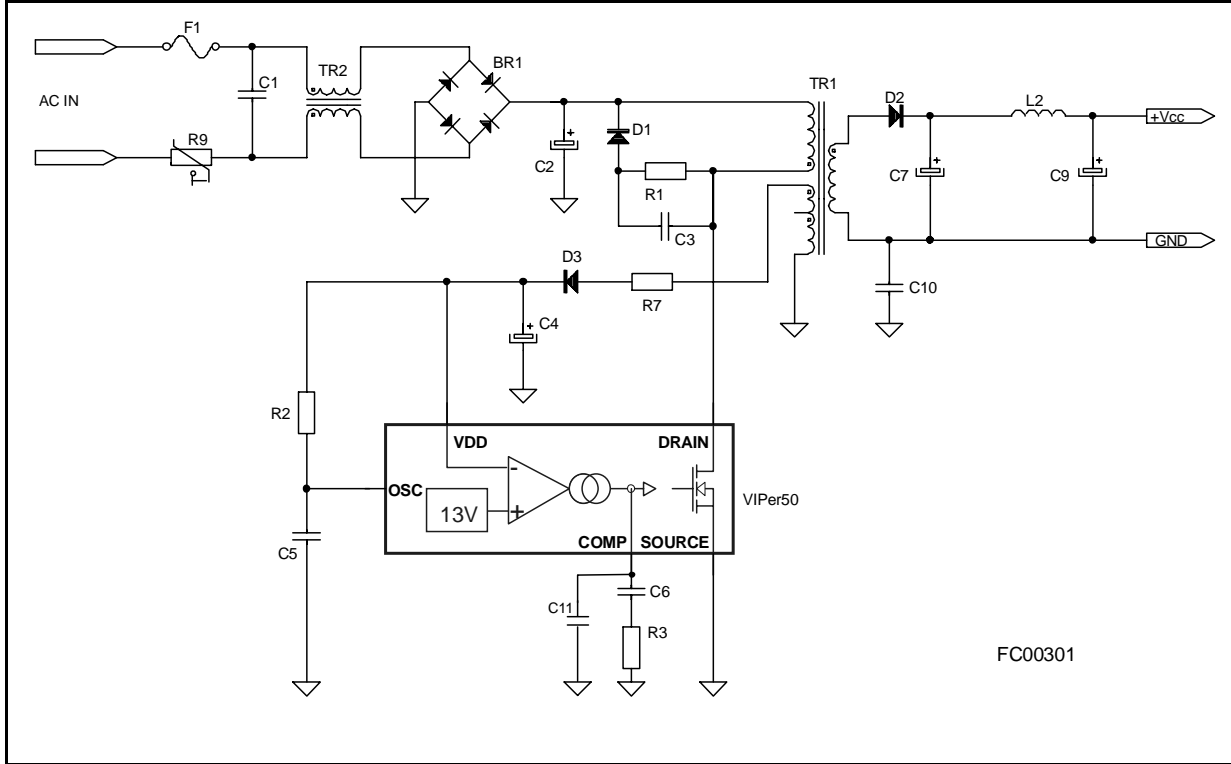 F1
AC IN
C1
TR2
BR1
R9
C2
D1
R1
C3
TR1
D2
L2
+Vcc
C7
C9
GND
C10
D3
R7
C4
R2
VDD
DRAIN
OSC
13V
VIPer50
COMP SOURCE
C5
C11
C6
R3
FC00301